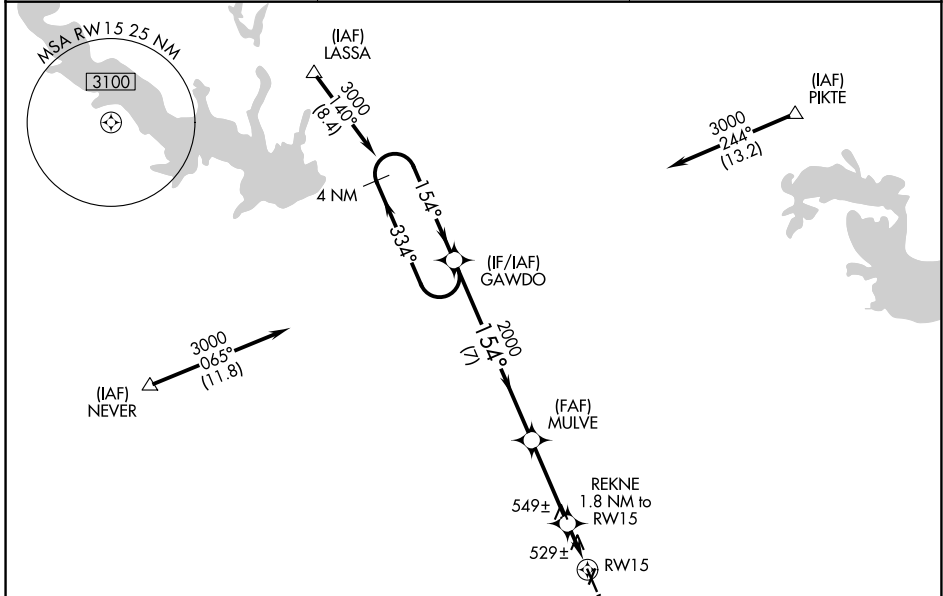 MSA RW15 25 NM
3100
(IAF)
LASSA
3000
140°
(8.4)
(IAF)
PIKTE
3000
244°
(13.2)
4 NM
154°
334°
(IF/IAF)
GAWDO
3000
065°
(11.8)
(IAF)
NEVER
2000
154°
(7)
(FAF)
MULVE
REKNE
1.8 NM to
RW15
549±
529±
RW15